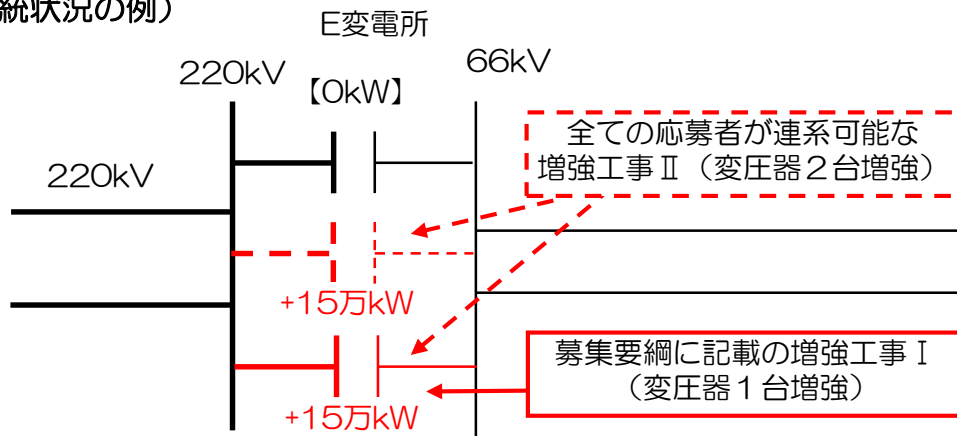 統状況の例）
E変電所
220kV
66kV
【0kW】
全ての応募者が連系可能な
増強工事Ⅱ（変圧器２台増強）
220kV
+15万kW
募集要綱に記載の増強工事Ⅰ
（変圧器１台増強）
+15万kW